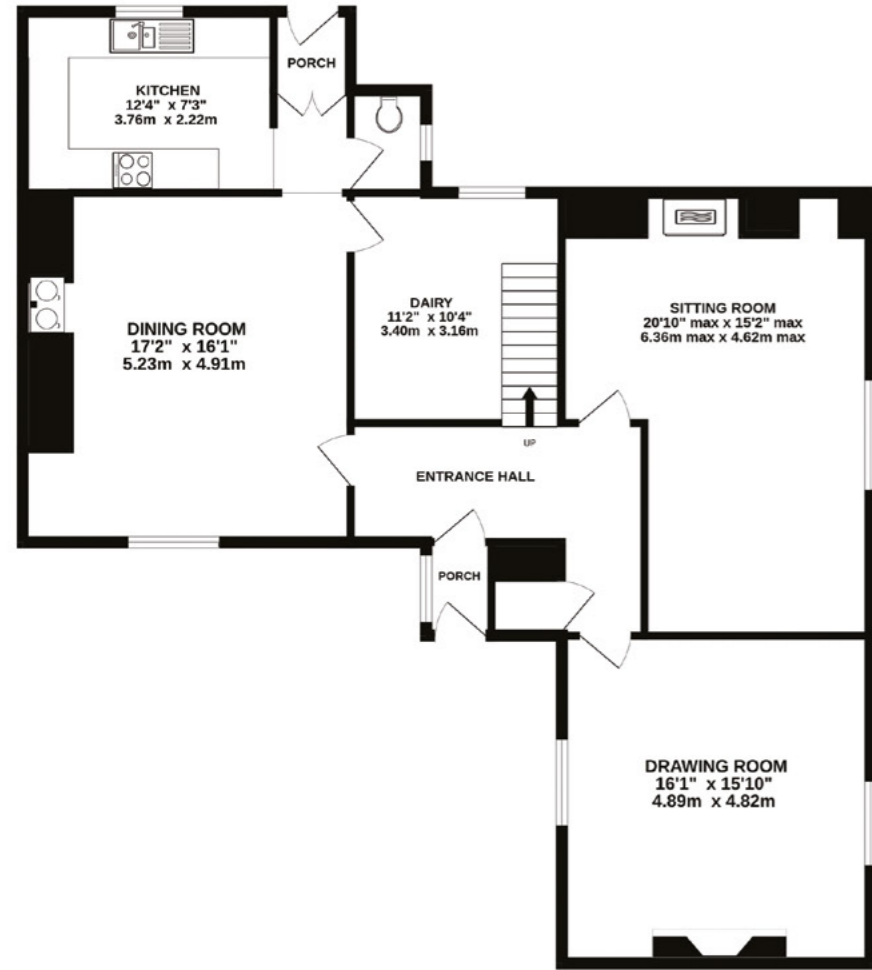 KITCHEN
12'4" x 7'3"
3.76m x 2.22m
PORCH
DINING ROOM
17'2" x 16'1"
5.23m x 4.91m
DAIRY
11'2" x 10'4"
3.40m x 3.16m
SITTING ROOM
20'10" max x 15'2" max
6.36m max x 4.62m max
UP
ENTRANCE HALL
PORCH
DRAWING ROOM
16'1" x 15'10"
4.89m x 4.82m